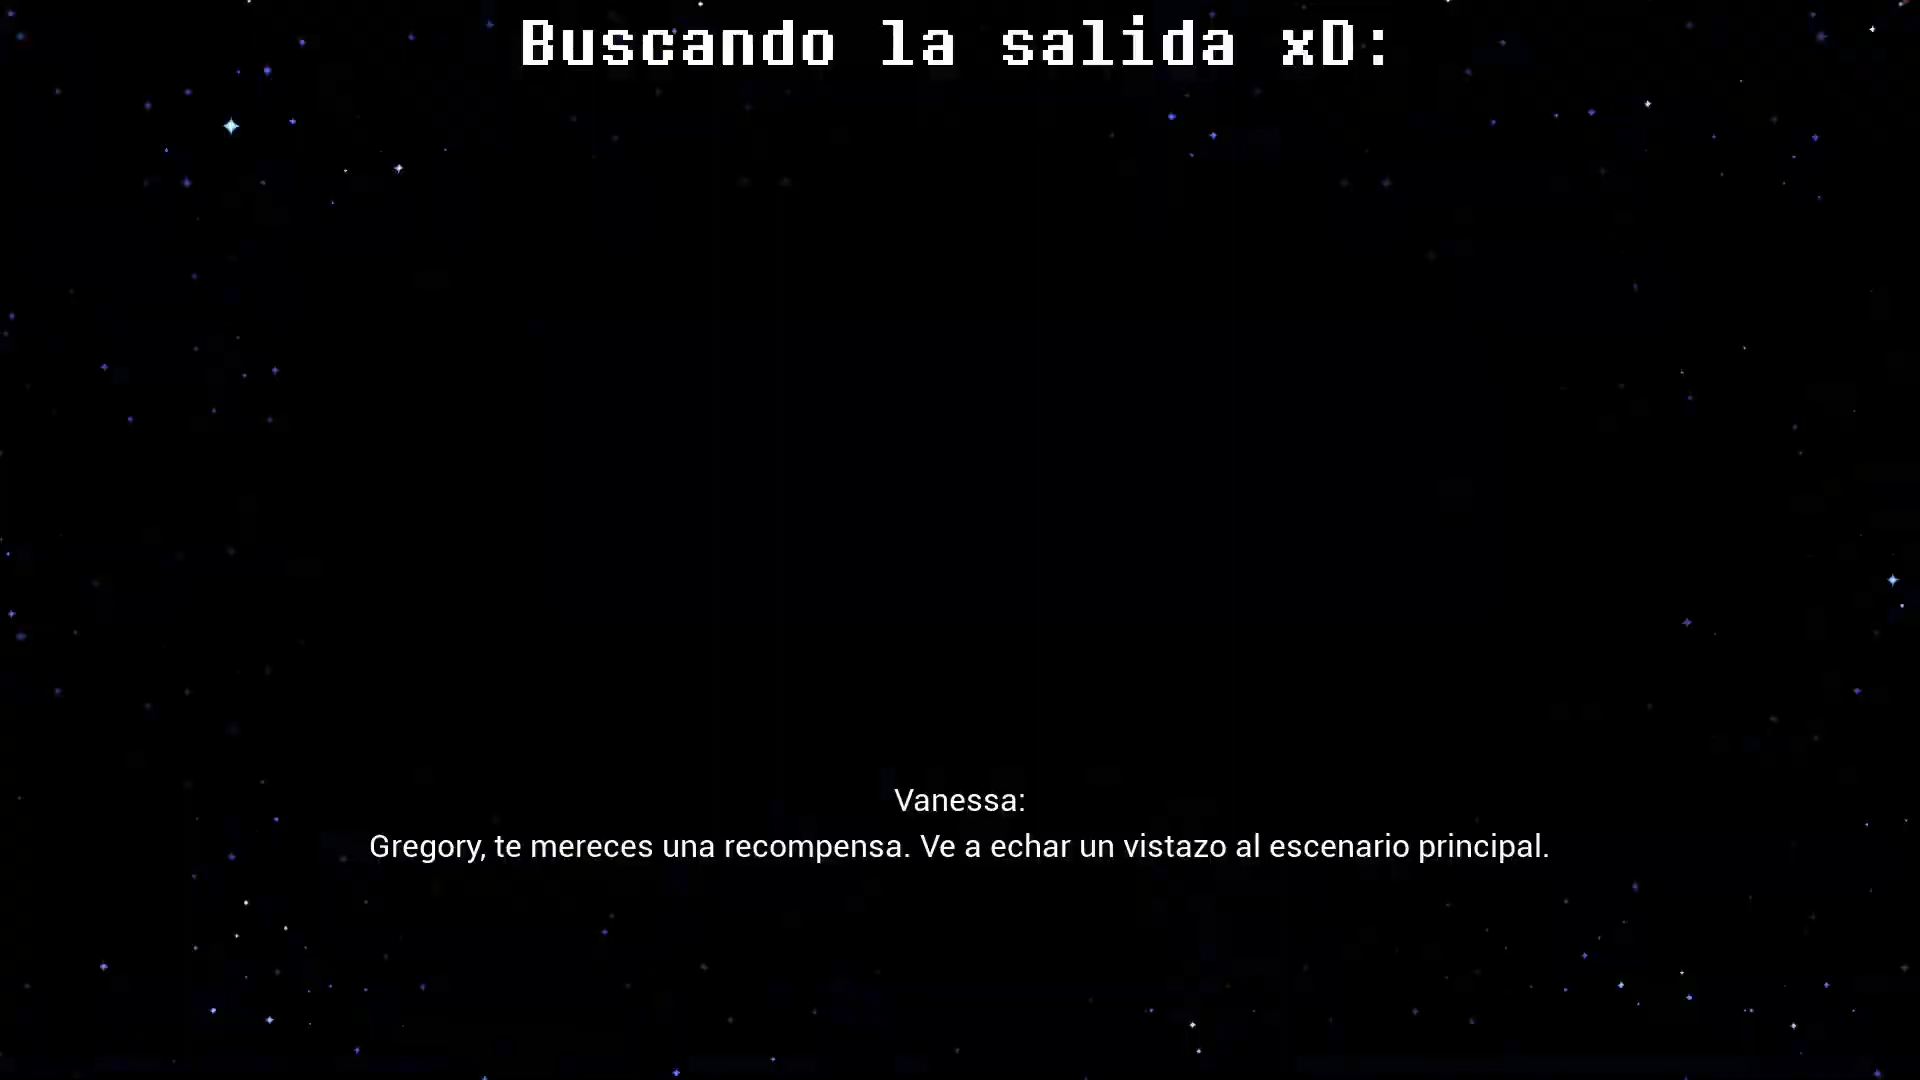 Buscando la salida xD:
Vanessa:
Gregory, te mereces una recompensa. Ve a echar un vistazo al escenario principal.